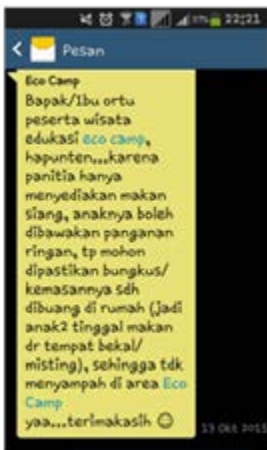 22:21
Pesan
Eco Camp
Bapak/Ibu ortu
peserta wisata
edukasi eco camp,
hapunten...karena
panitia hanya
menyediakan makan
siang, anaknya boleh
dibawakan panganan
ringan, tp mohon
dipastikan bungkus/
kemasannya sdh
dibuang di rumah (jadi
anak2 tinggal makan
dr tempat bekal/
misting), sehingga tdk
menyampah di area Eco
Camp
yaa...terimakasih ☺
13 Okt 2015